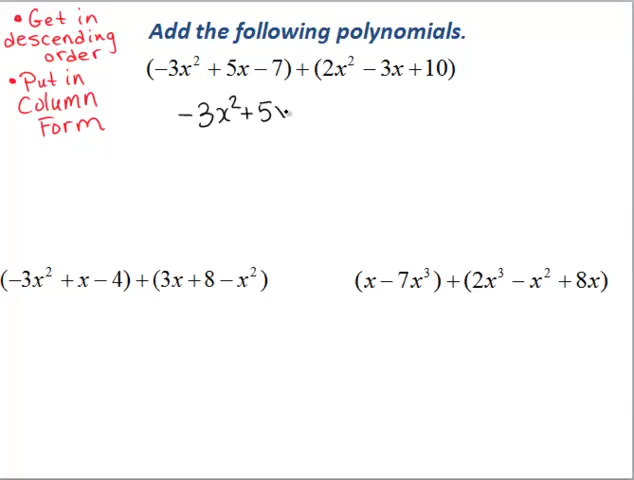 • Get in
descending
order
• Put in
Column
Form
Add the following polynomials.
(−3x² + 5x − 7) + (2x² − 3x + 10)
−3x² + 5x
(−3x² + x − 4) + (3x + 8 − x²)
(x − 7x³) + (2x³ − x² + 8x)